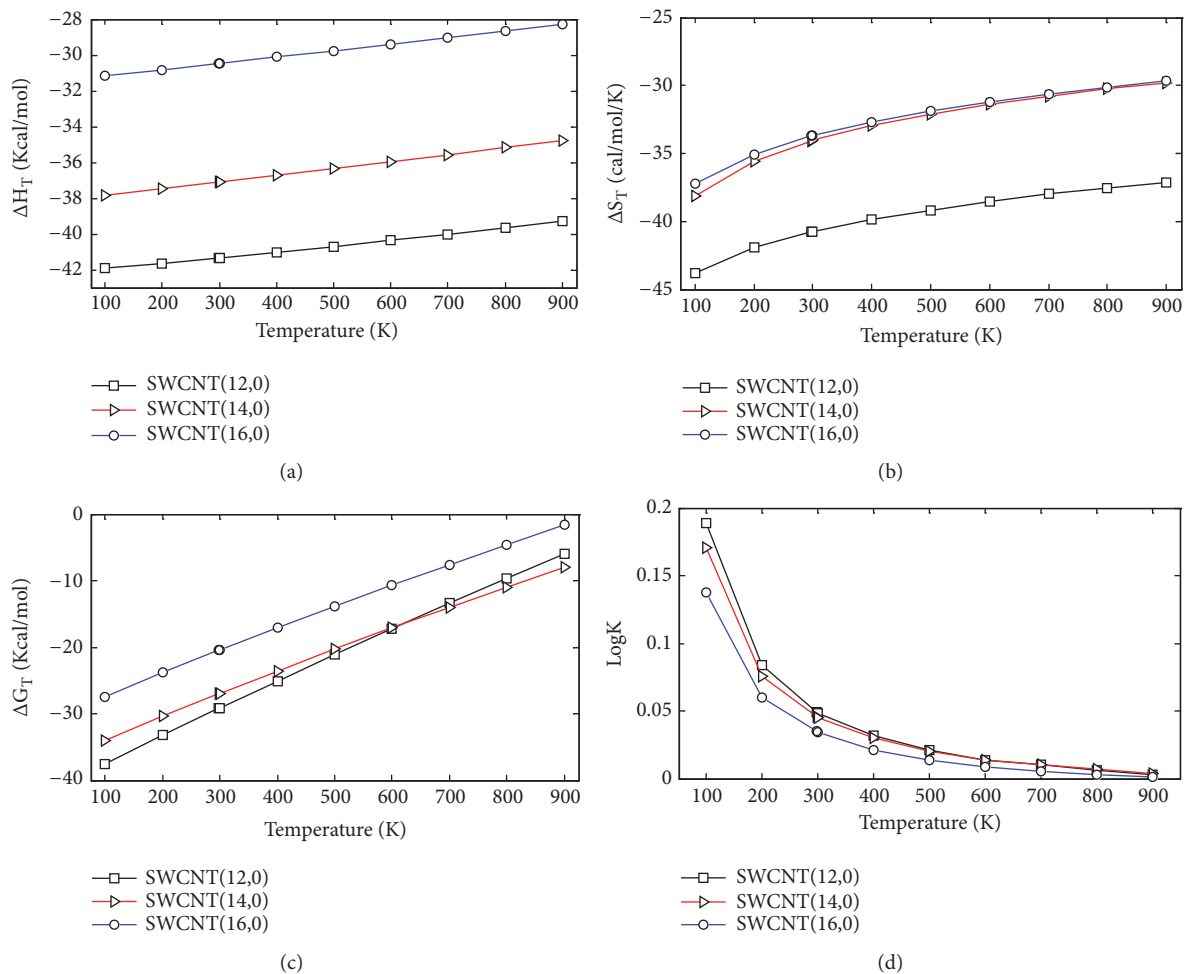 −28
−30
−32
−34
−36
−38
−40
−42
ΔH_T (Kcal/mol)
100 200 300 400 500 600 700 800 900
Temperature (K)
SWCNT(12,0)
SWCNT(14,0)
SWCNT(16,0)
(a)
−25
−30
−35
−40
−45
ΔS_T (cal/mol/K)
100 200 300 400 500 600 700 800 900
Temperature (K)
SWCNT(12,0)
SWCNT(14,0)
SWCNT(16,0)
(b)
0
−10
−20
−30
−40
ΔG_T (Kcal/mol)
100 200 300 400 500 600 700 800 900
Temperature (K)
SWCNT(12,0)
SWCNT(14,0)
SWCNT(16,0)
(c)
0.2
0.15
0.1
0.05
0
LogK
100 200 300 400 500 600 700 800 900
Temperature (K)
SWCNT(12,0)
SWCNT(14,0)
SWCNT(16,0)
(d)